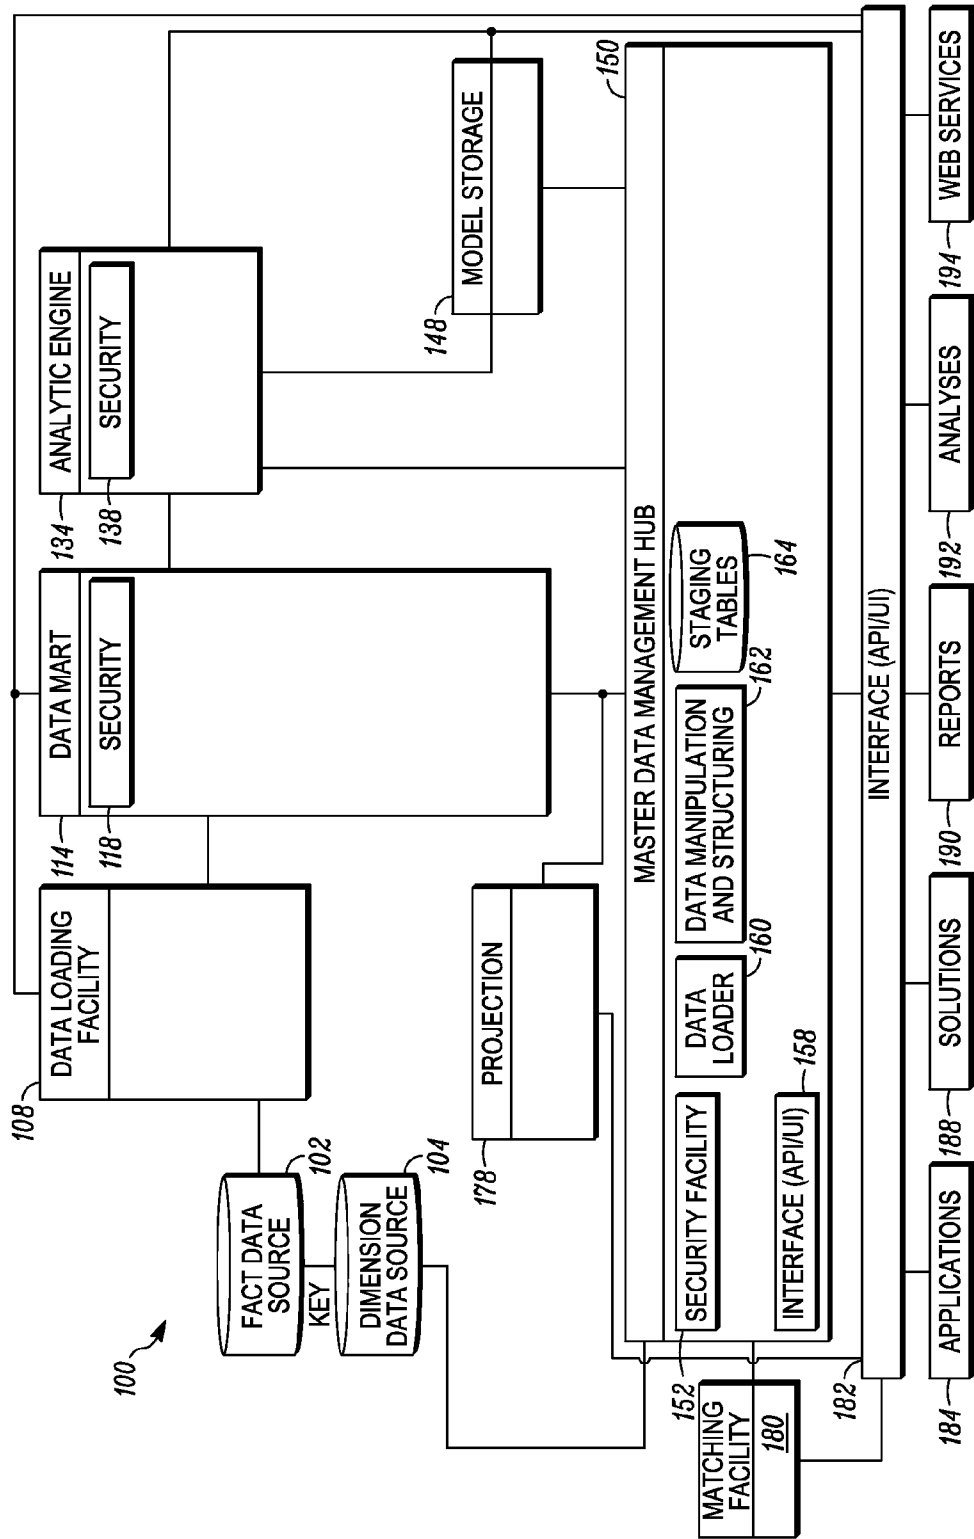 100
FACT DATA
SOURCE
102
KEY
DIMENSION
DATA SOURCE
104
108
DATA LOADING
FACILITY
114
DATA MART
118
SECURITY
134
ANALYTIC ENGINE
138
SECURITY
148
MODEL STORAGE
178
PROJECTION
150
MASTER DATA MANAGEMENT HUB
152
SECURITY FACILITY
DATA
LOADER
160
DATA MANIPULATION
AND STRUCTURING
162
STAGING
TABLES
164
INTERFACE (API/UI)
158
MATCHING
FACILITY
180
182
INTERFACE (API/UI)
184
APPLICATIONS
188
SOLUTIONS
190
REPORTS
192
ANALYSES
194
WEB SERVICES